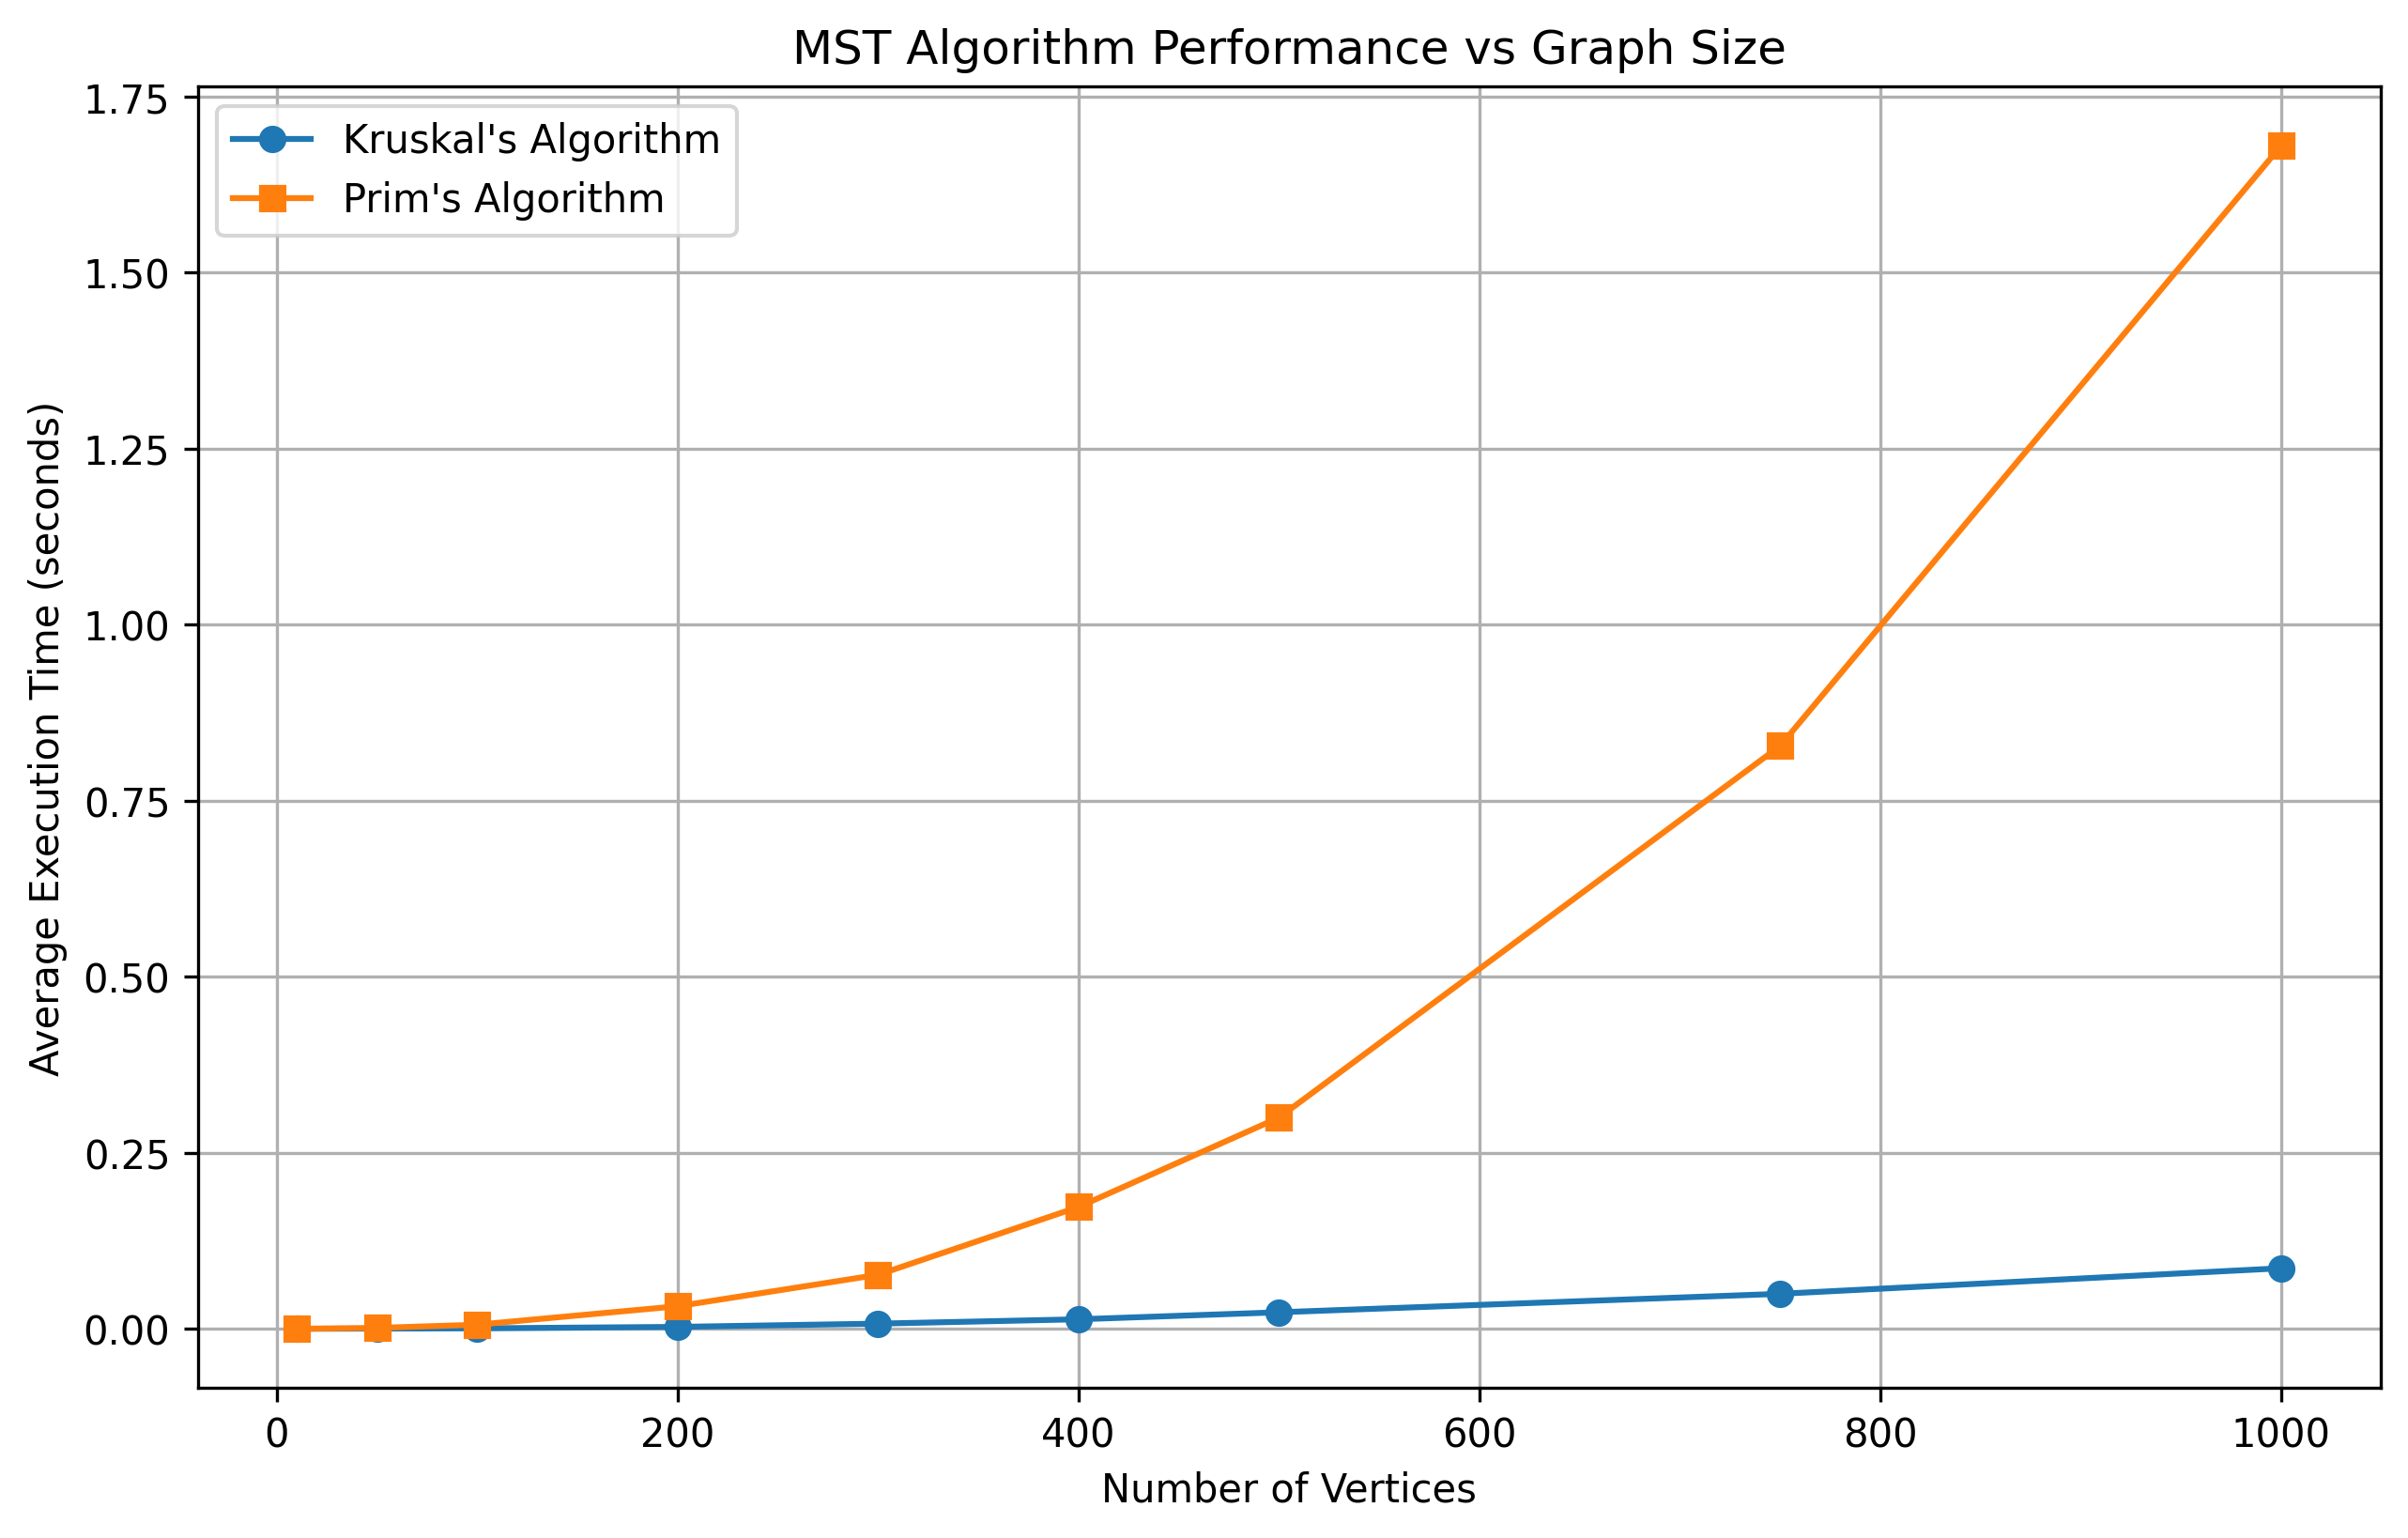 MST Algorithm Performance vs Graph Size
Kruskal's Algorithm
Prim's Algorithm
Average Execution Time (seconds)
1.75
1.50
1.25
1.00
0.75
0.50
0.25
0.00
0 200 400 600 800 1000
Number of Vertices